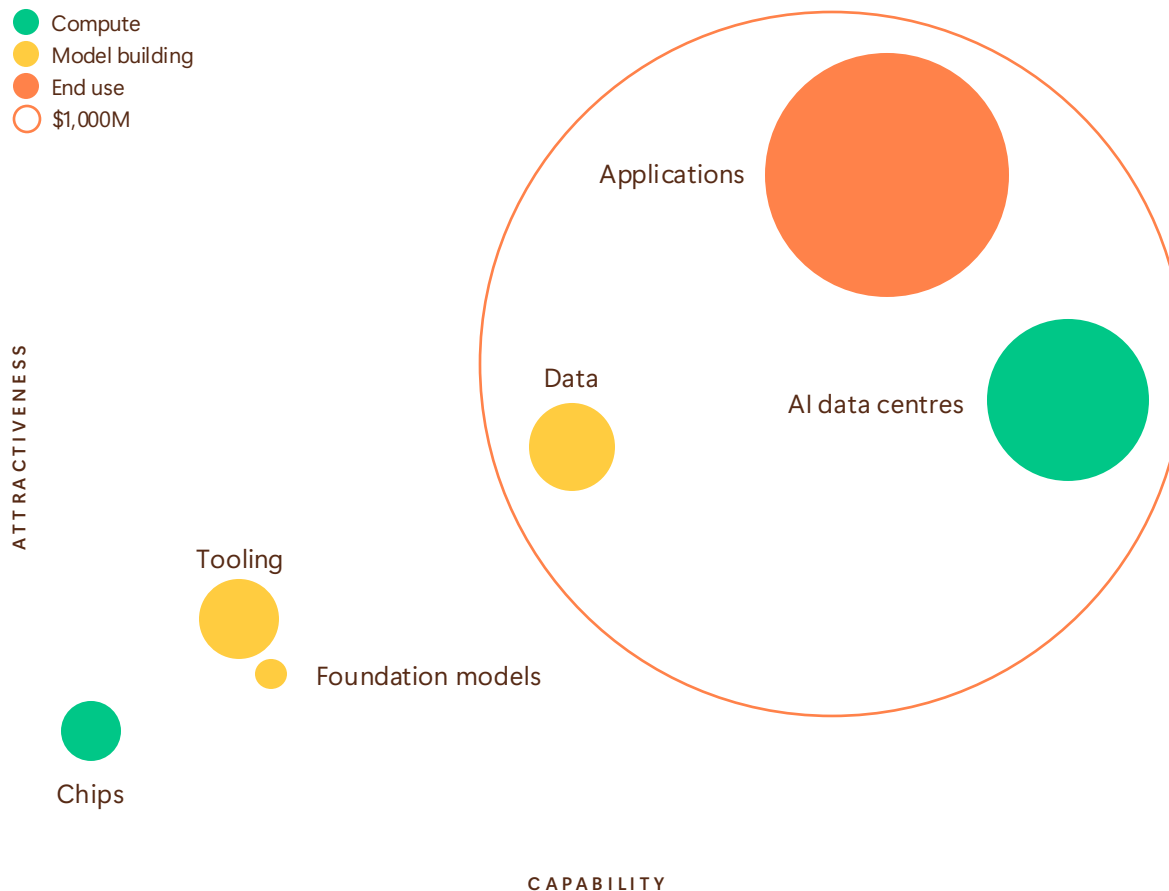 Compute
Model building
End use
$1,000M
Applications
Data
AI data centres
ATTRACTIVENESS
Tooling
Foundation models
Chips
CAPABILITY